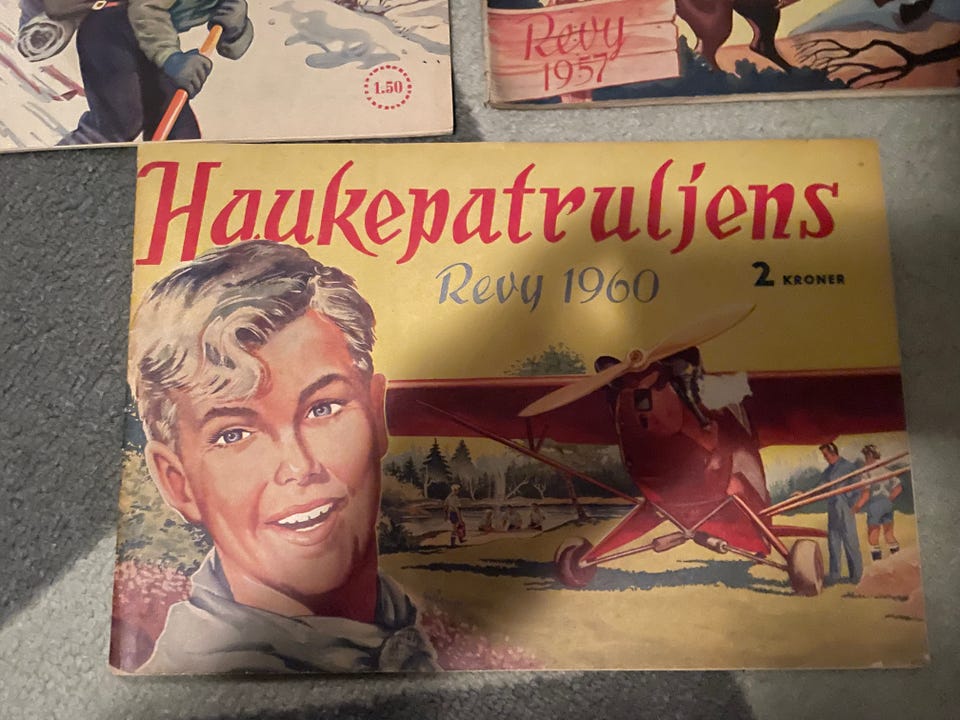 1.50
Revy
1957
Haukepatruljens
Revy 1960
2 KRONER